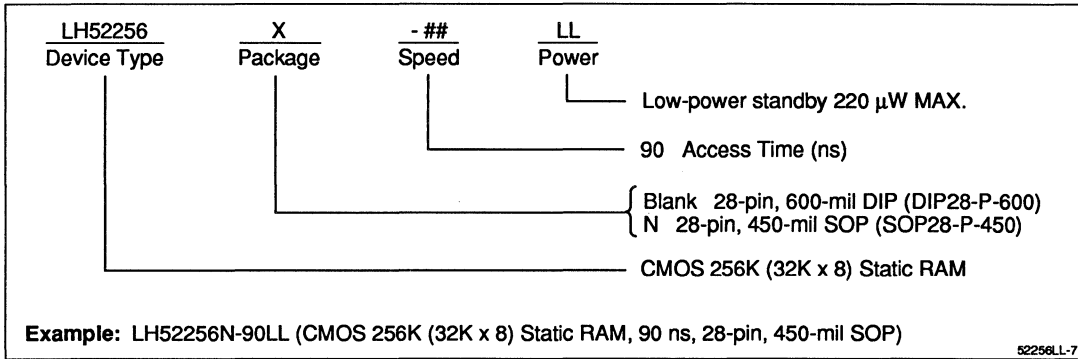 LH52256 X - ## LL
Device Type Package Speed Power
Low-power standby 220 µW MAX.
90 Access Time (ns)
Blank 28-pin, 600-mil DIP (DIP28-P-600)
N 28-pin, 450-mil SOP (SOP28-P-450)
CMOS 256K (32K x 8) Static RAM
Example: LH52256N-90LL (CMOS 256K (32K x 8) Static RAM, 90 ns, 28-pin, 450-mil SOP)
52256LL-7